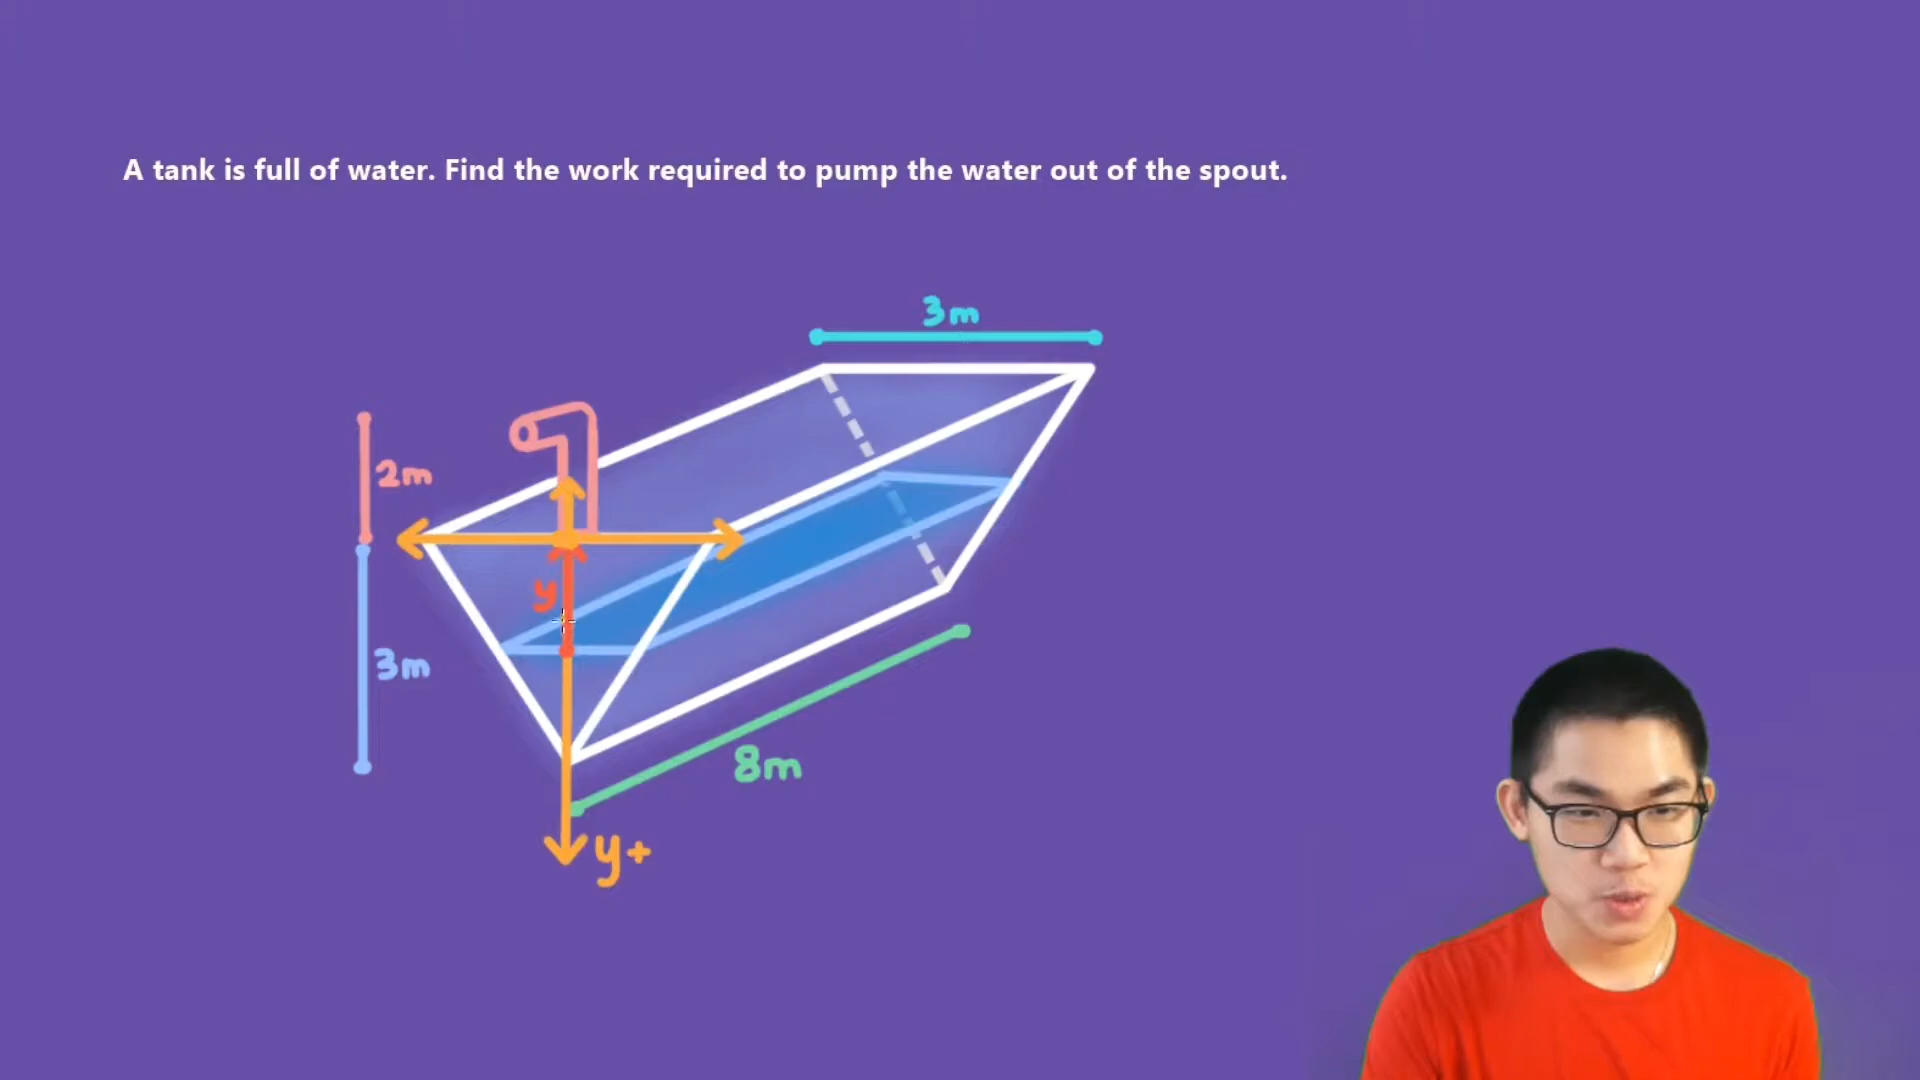 A tank is full of water. Find the work required to pump the water out of the spout.
3m
2m
y
3m
8m
y+